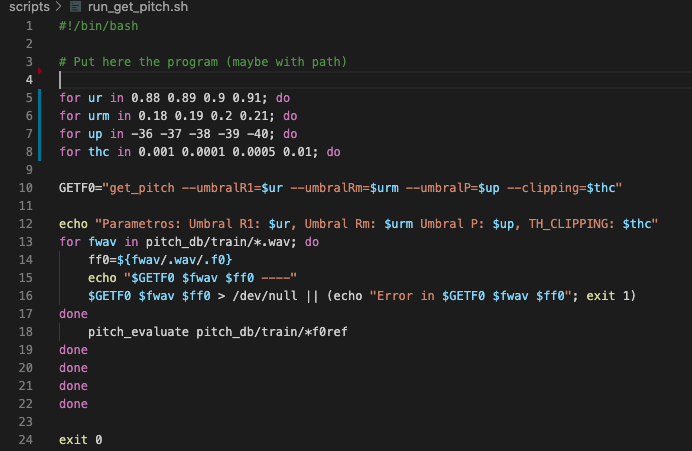 scripts > run_get_pitch.sh
1 #!/bin/bash
2
3 # Put here the program (maybe with path)
4
5 for ur in 0.88 0.89 0.9 0.91; do
6 for urm in 0.18 0.19 0.2 0.21; do
7 for up in -36 -37 -38 -39 -40; do
8 for thc in 0.001 0.0001 0.0005 0.01; do
9
10 GETF0="get_pitch --umbralR1=$ur --umbralRm=$urm --umbralP=$up --clipping=$thc"
11
12 echo "Parametros: Umbral R1: $ur, Umbral Rm: $urm Umbral P: $up, TH_CLIPPING: $thc"
13 for fwav in pitch_db/train/*.wav; do
14     ff0=${fwav/.wav/.f0}
15     echo "$GETF0 $fwav $ff0 ----"
16     $GETF0 $fwav $ff0 > /dev/null || (echo "Error in $GETF0 $fwav $ff0"; exit 1)
17 done
18     pitch_evaluate pitch_db/train/*f0ref
19 done
20 done
21 done
22 done
23
24 exit 0